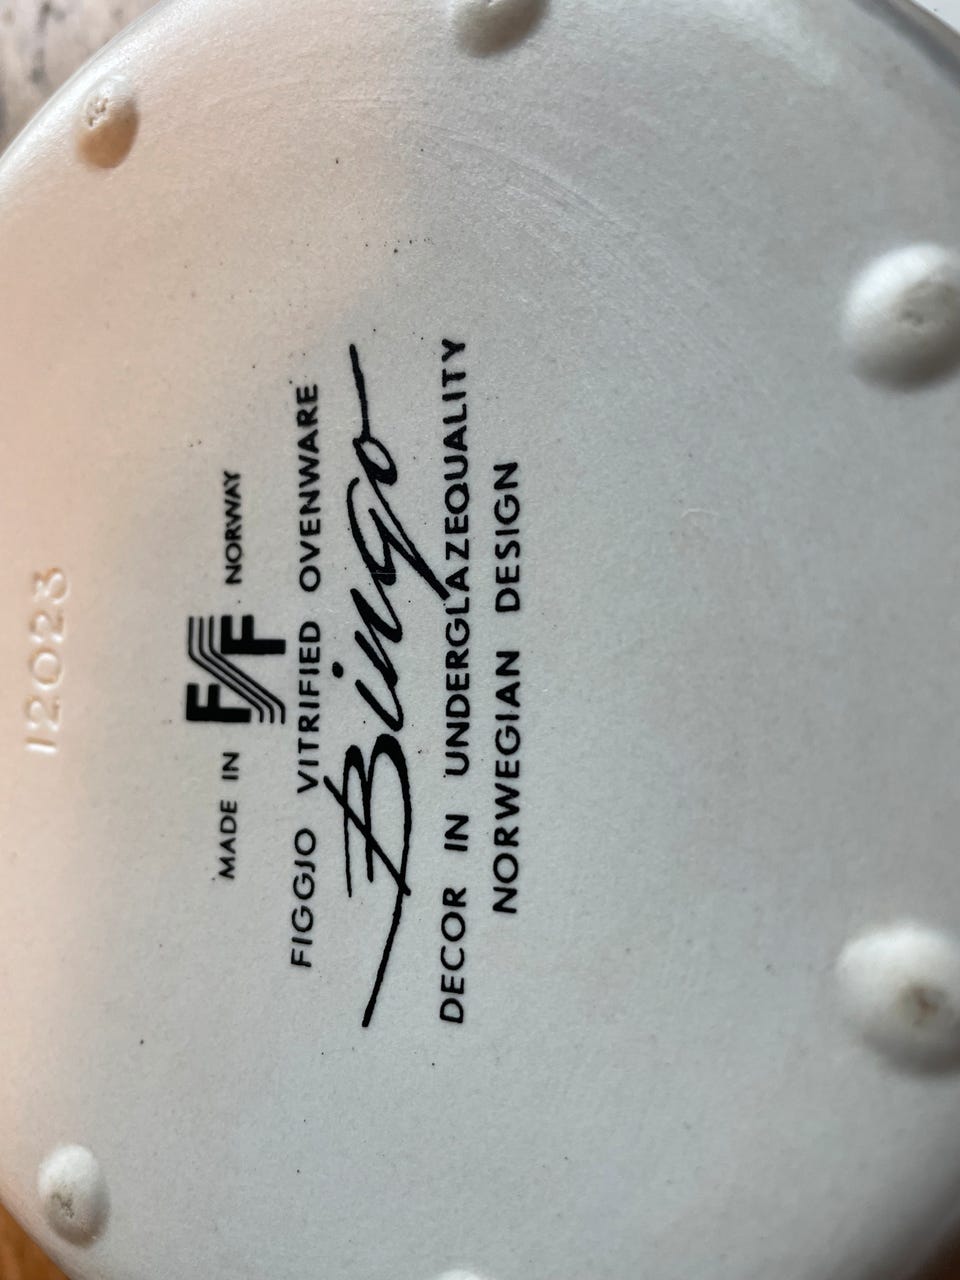 12023
MADE IN FF NORWAY
FIGGJO VITRIFIED OVENWARE
Bingo
DECOR IN UNDERGLAZEQUALITY
NORWEGIAN DESIGN